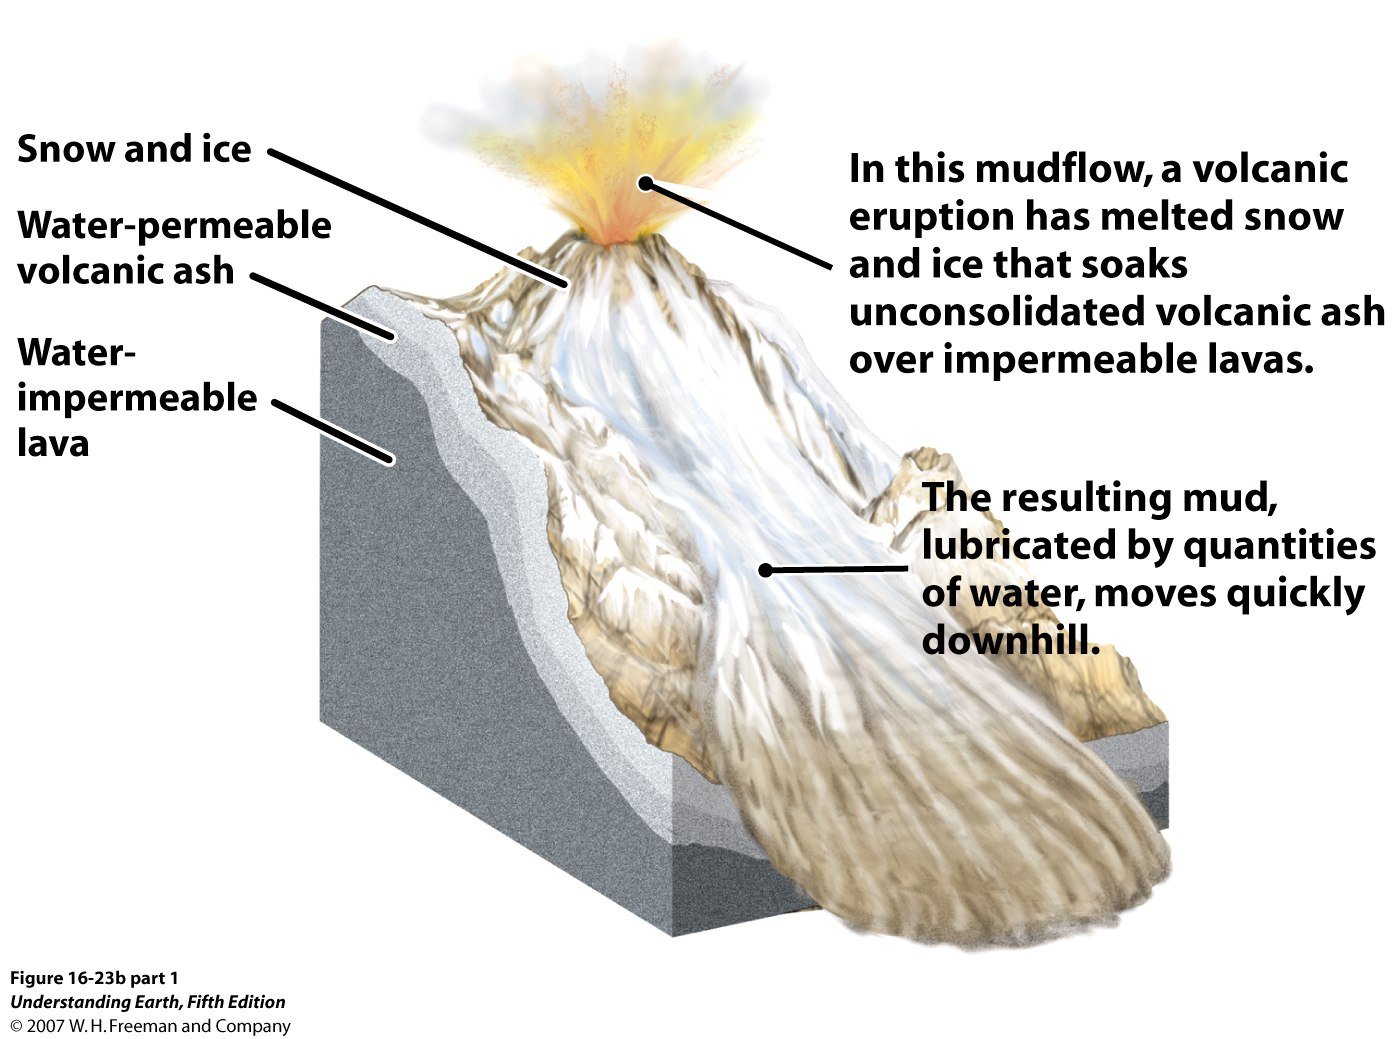 Snow and ice
Water-permeable
volcanic ash
Water-
impermeable
lava
In this mudflow, a volcanic
eruption has melted snow
and ice that soaks
unconsolidated volcanic ash
over impermeable lavas.
The resulting mud,
lubricated by quantities
of water, moves quickly
downhill.
Figure 16-23b part 1
Understanding Earth, Fifth Edition
© 2007 W. H. Freeman and Company